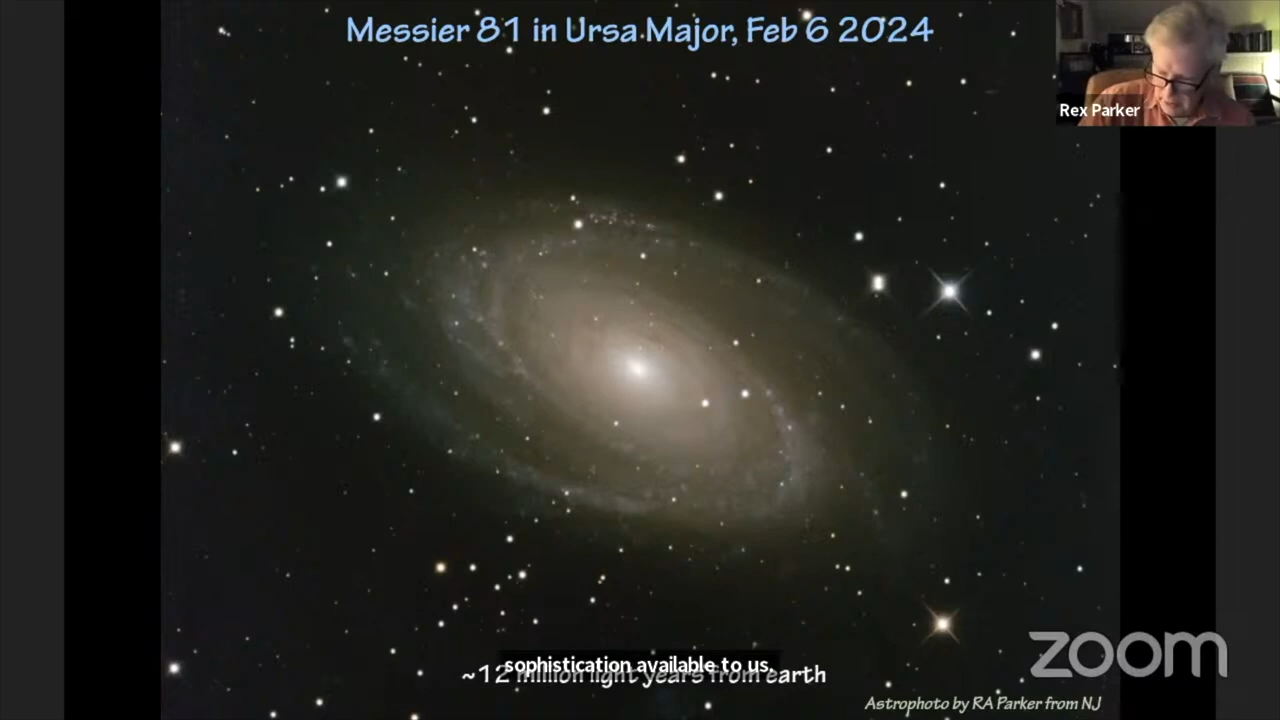 Messier 81 in Ursa Major, Feb 6 2024
Rex Parker
sophistication available to us,
~12 million light years from earth
zoom
Astrophoto by RA Parker from NJ